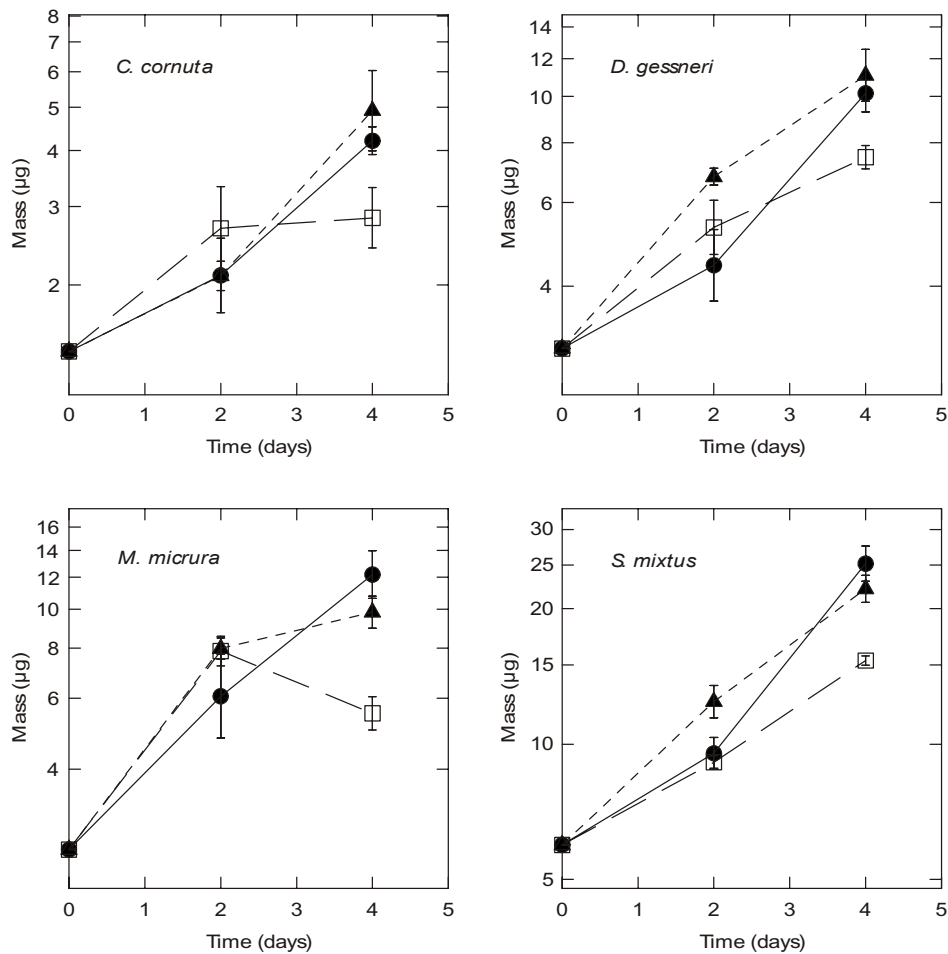 C. cornuta
Mass (µg)
8
7
6
5
4
3
2
0 1 2 3 4 5
Time (days)
D. gessneri
Mass (µg)
14
12
10
8
6
4
0 1 2 3 4 5
Time (days)
M. micrura
Mass (µg)
16
14
12
10
8
6
4
0 1 2 3 4 5
Time (days)
S. mixtus
Mass (µg)
30
25
20
15
10
5
0 1 2 3 4 5
Time (days)